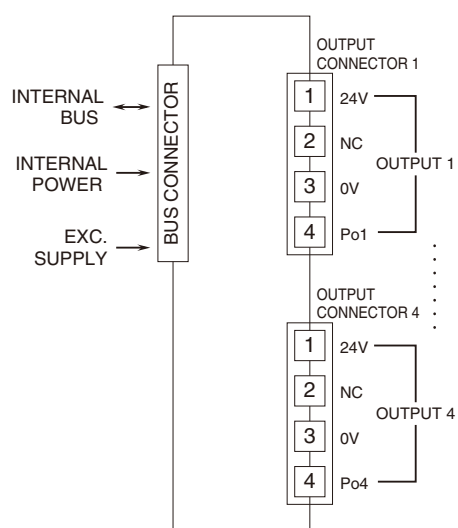 OUTPUT
CONNECTOR 1
INTERNAL
BUS
INTERNAL
POWER
EXC.
SUPPLY
BUS CONNECTOR
1 24V
2 NC
3 0V
4 Po1
OUTPUT 1
OUTPUT
CONNECTOR 4
1 24V
2 NC
3 0V
4 Po4
OUTPUT 4